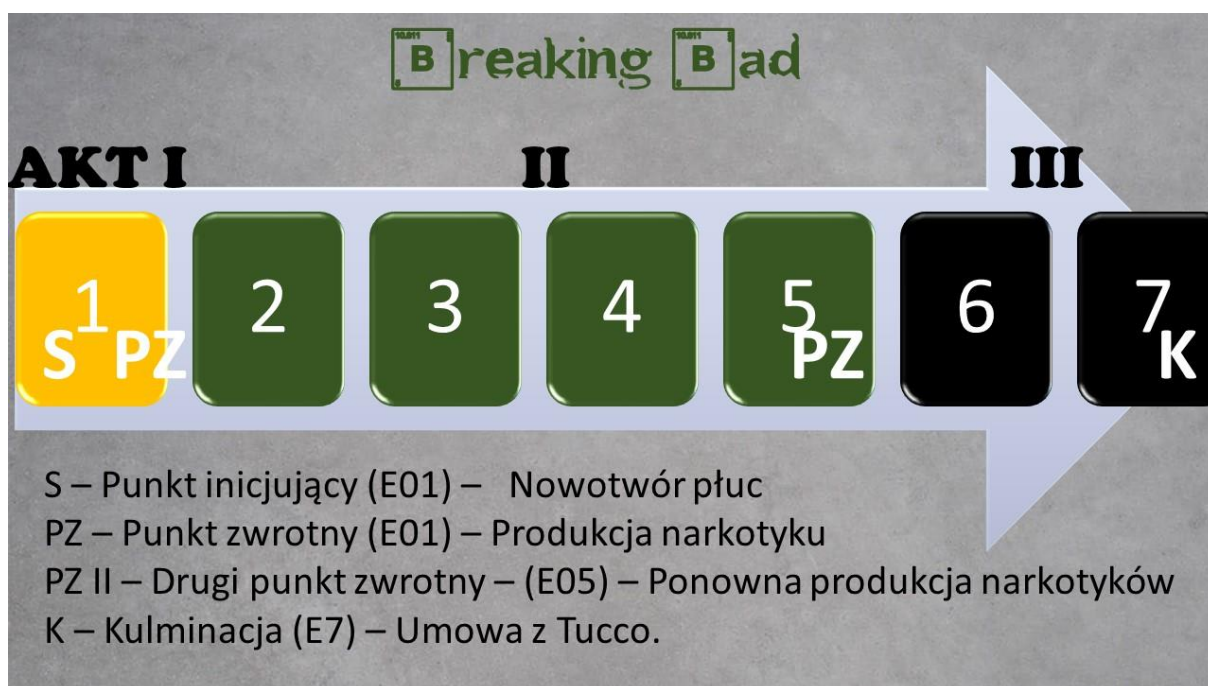 Breaking Bad
AKT I II III
1 2 3 4 5 6 7
S PZ PZ K
S – Punkt inicjujący (E01) – Nowotwór płuc
PZ – Punkt zwrotny (E01) – Produkcja narkotyku
PZ II – Drugi punkt zwrotny – (E05) – Ponowna produkcja narkotyków
K – Kulminacja (E7) – Umowa z Tucco.